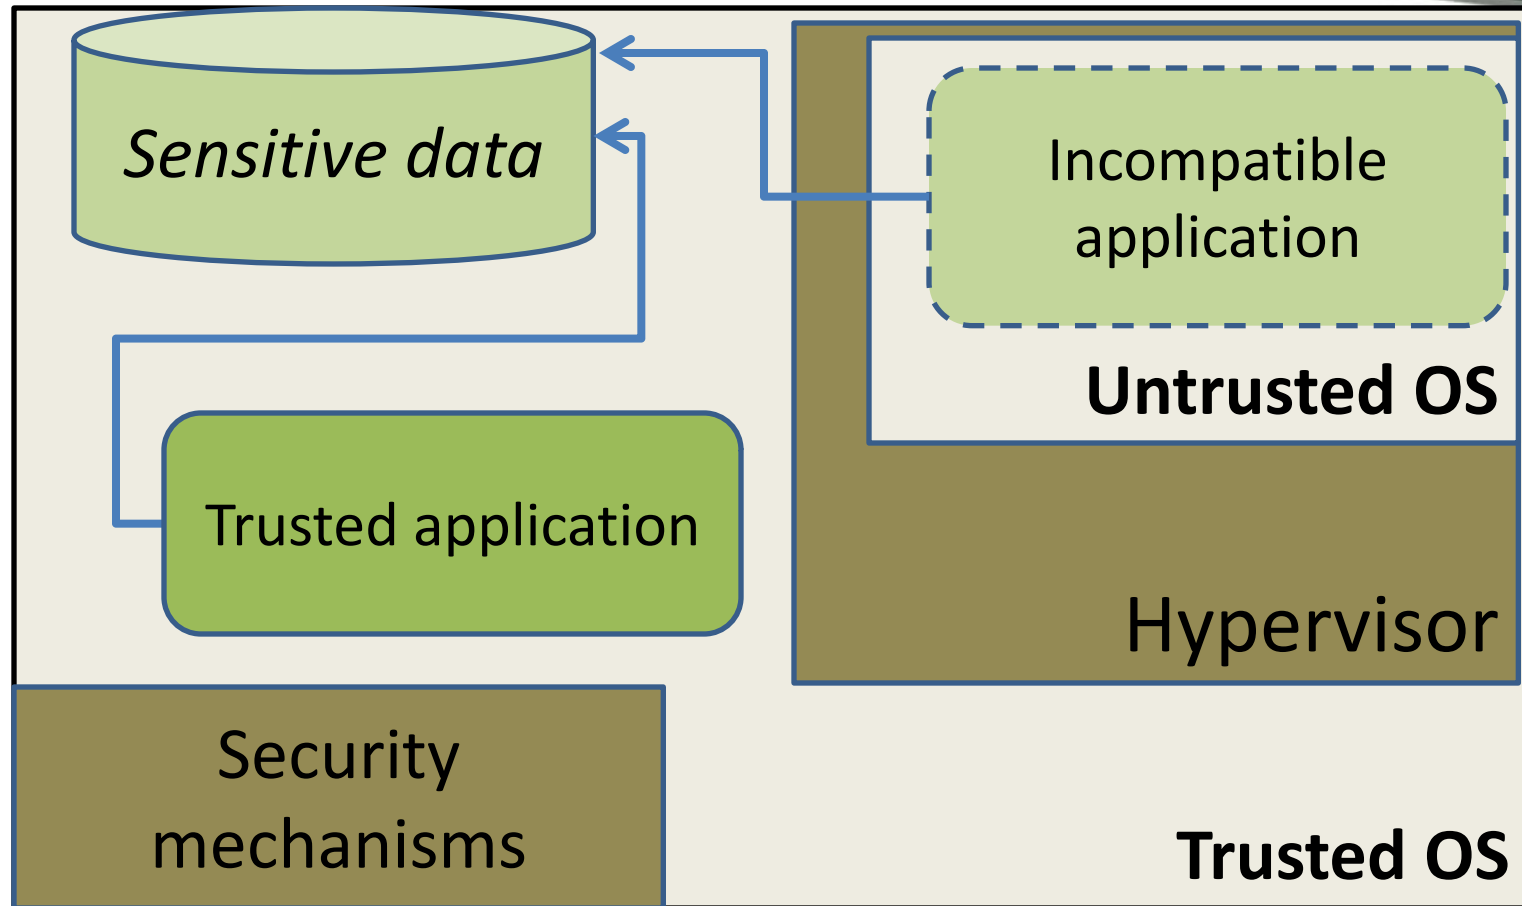 Sensitive data
Incompatible
application
Untrusted OS
Trusted application
Hypervisor
Security
mechanisms
Trusted OS